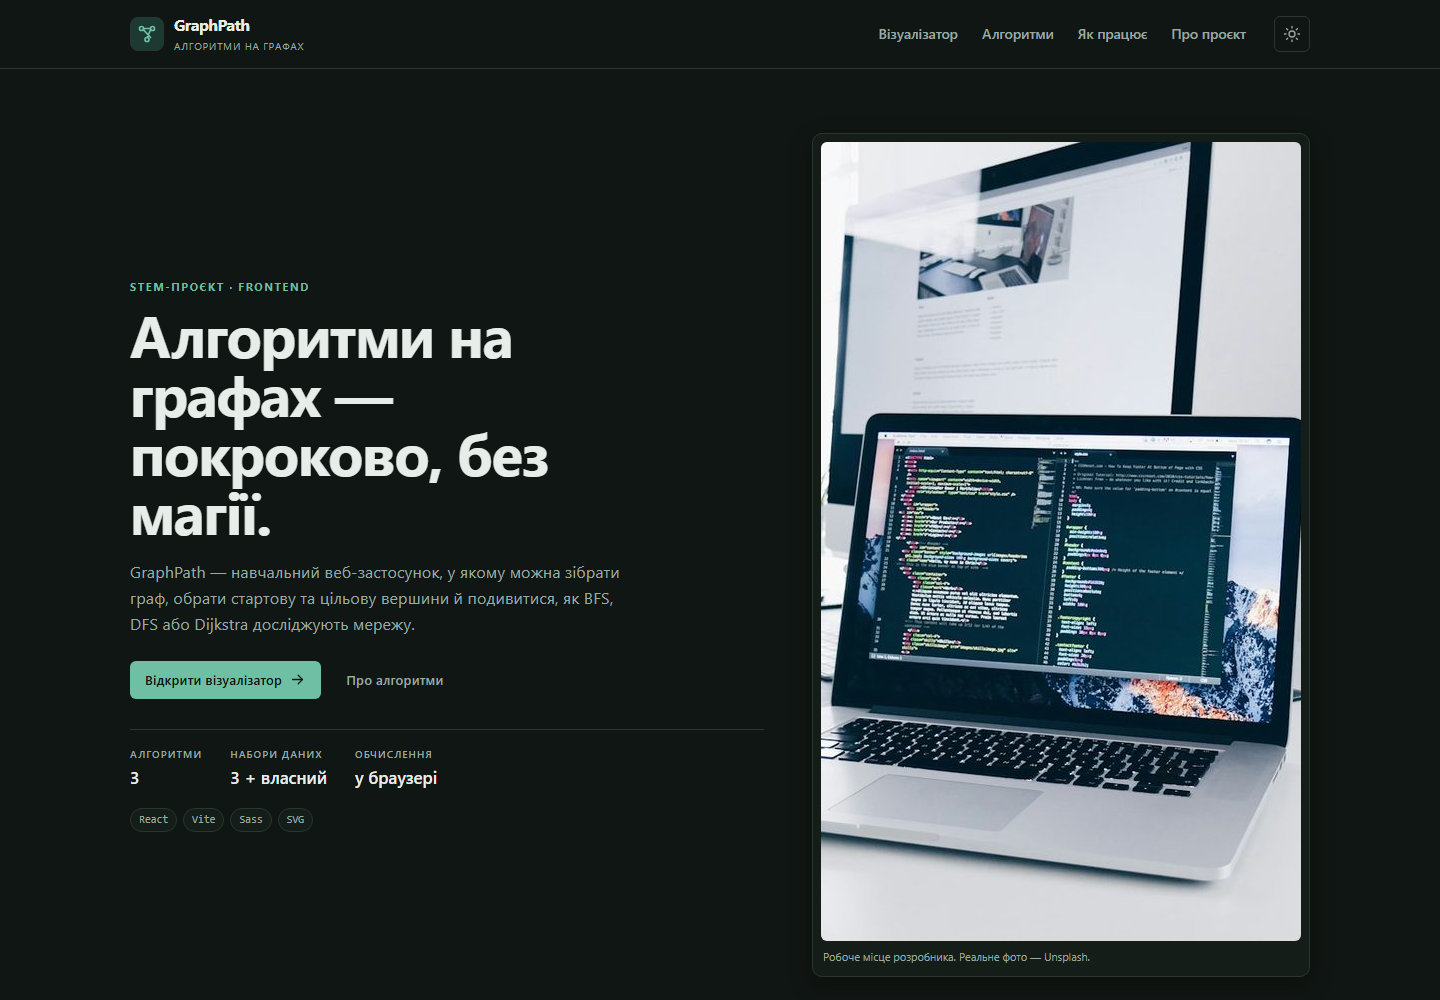 GraphPath
АЛГОРИТМИ НА ГРАФАХ
Візуалізатор
Алгоритми
Як працює
Про проєкт
STEM-ПРОЄКТ · FRONTEND
Алгоритми на
графах —
покроково, без
магії.
GraphPath — навчальний веб-застосунок, у якому можна зібрати
граф, обрати стартову та цільову вершини й подивитися, як BFS,
DFS або Dijkstra досліджують мережу.
Відкрити візуалізатор →
Про алгоритми
АЛГОРИТМИ
3
НАБОРИ ДАНИХ
3 + власний
ОБЧИСЛЕННЯ
у браузері
React
Vite
Sass
SVG
Робоче місце розробника. Реальне фото — Unsplash.